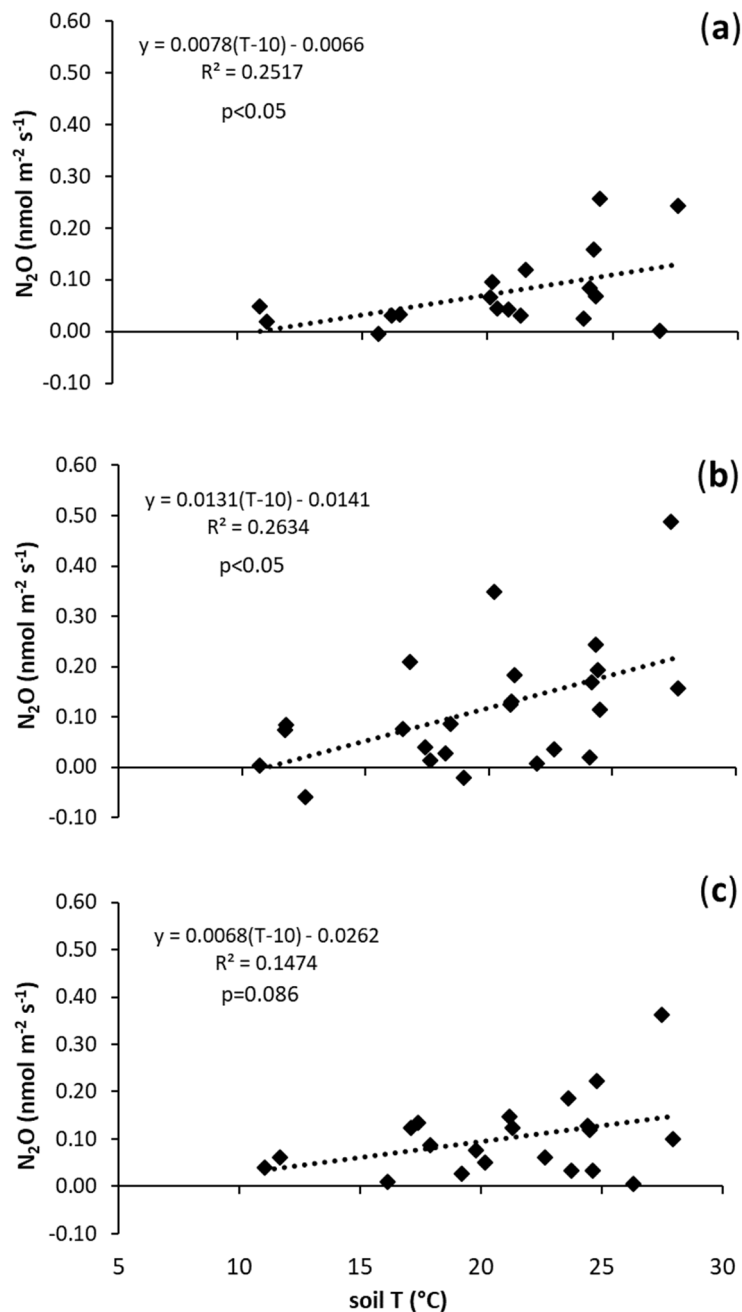 (a)
y = 0.0078(T-10) - 0.0066
R² = 0.2517
p<0.05
N₂O (nmol m⁻² s⁻¹)
0.60
0.50
0.40
0.30
0.20
0.10
0.00
-0.10
(b)
y = 0.0131(T-10) - 0.0141
R² = 0.2634
p<0.05
N₂O (nmol m⁻² s⁻¹)
0.60
0.50
0.40
0.30
0.20
0.10
0.00
-0.10
(c)
y = 0.0068(T-10) - 0.0262
R² = 0.1474
p=0.086
N₂O (nmol m⁻² s⁻¹)
0.60
0.50
0.40
0.30
0.20
0.10
0.00
-0.10
5 10 15 20 25 30
soil T (°C)